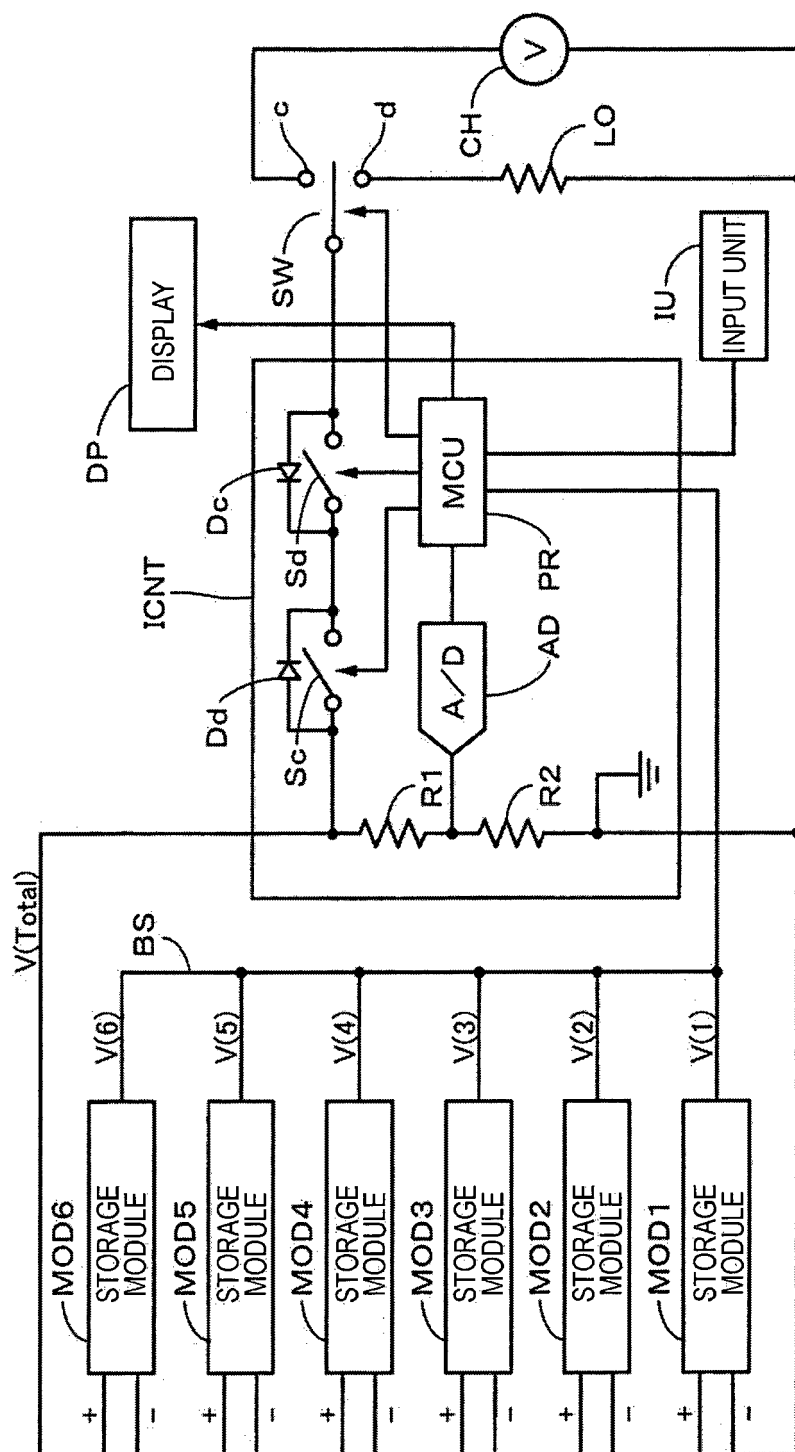 DP
DISPLAY
ICNT
Dd
Dc
Sc
Sd
SW
c
d
CH
V
LO
MCU
PR
A/D
AD
R1
R2
IU
INPUT UNIT
V(Total)
BS
V(6)
V(5)
V(4)
V(3)
V(2)
V(1)
MOD6
STORAGE
MODULE
+
-
MOD5
STORAGE
MODULE
+
-
MOD4
STORAGE
MODULE
+
-
MOD3
STORAGE
MODULE
+
-
MOD2
STORAGE
MODULE
+
-
MOD1
STORAGE
MODULE
+
-